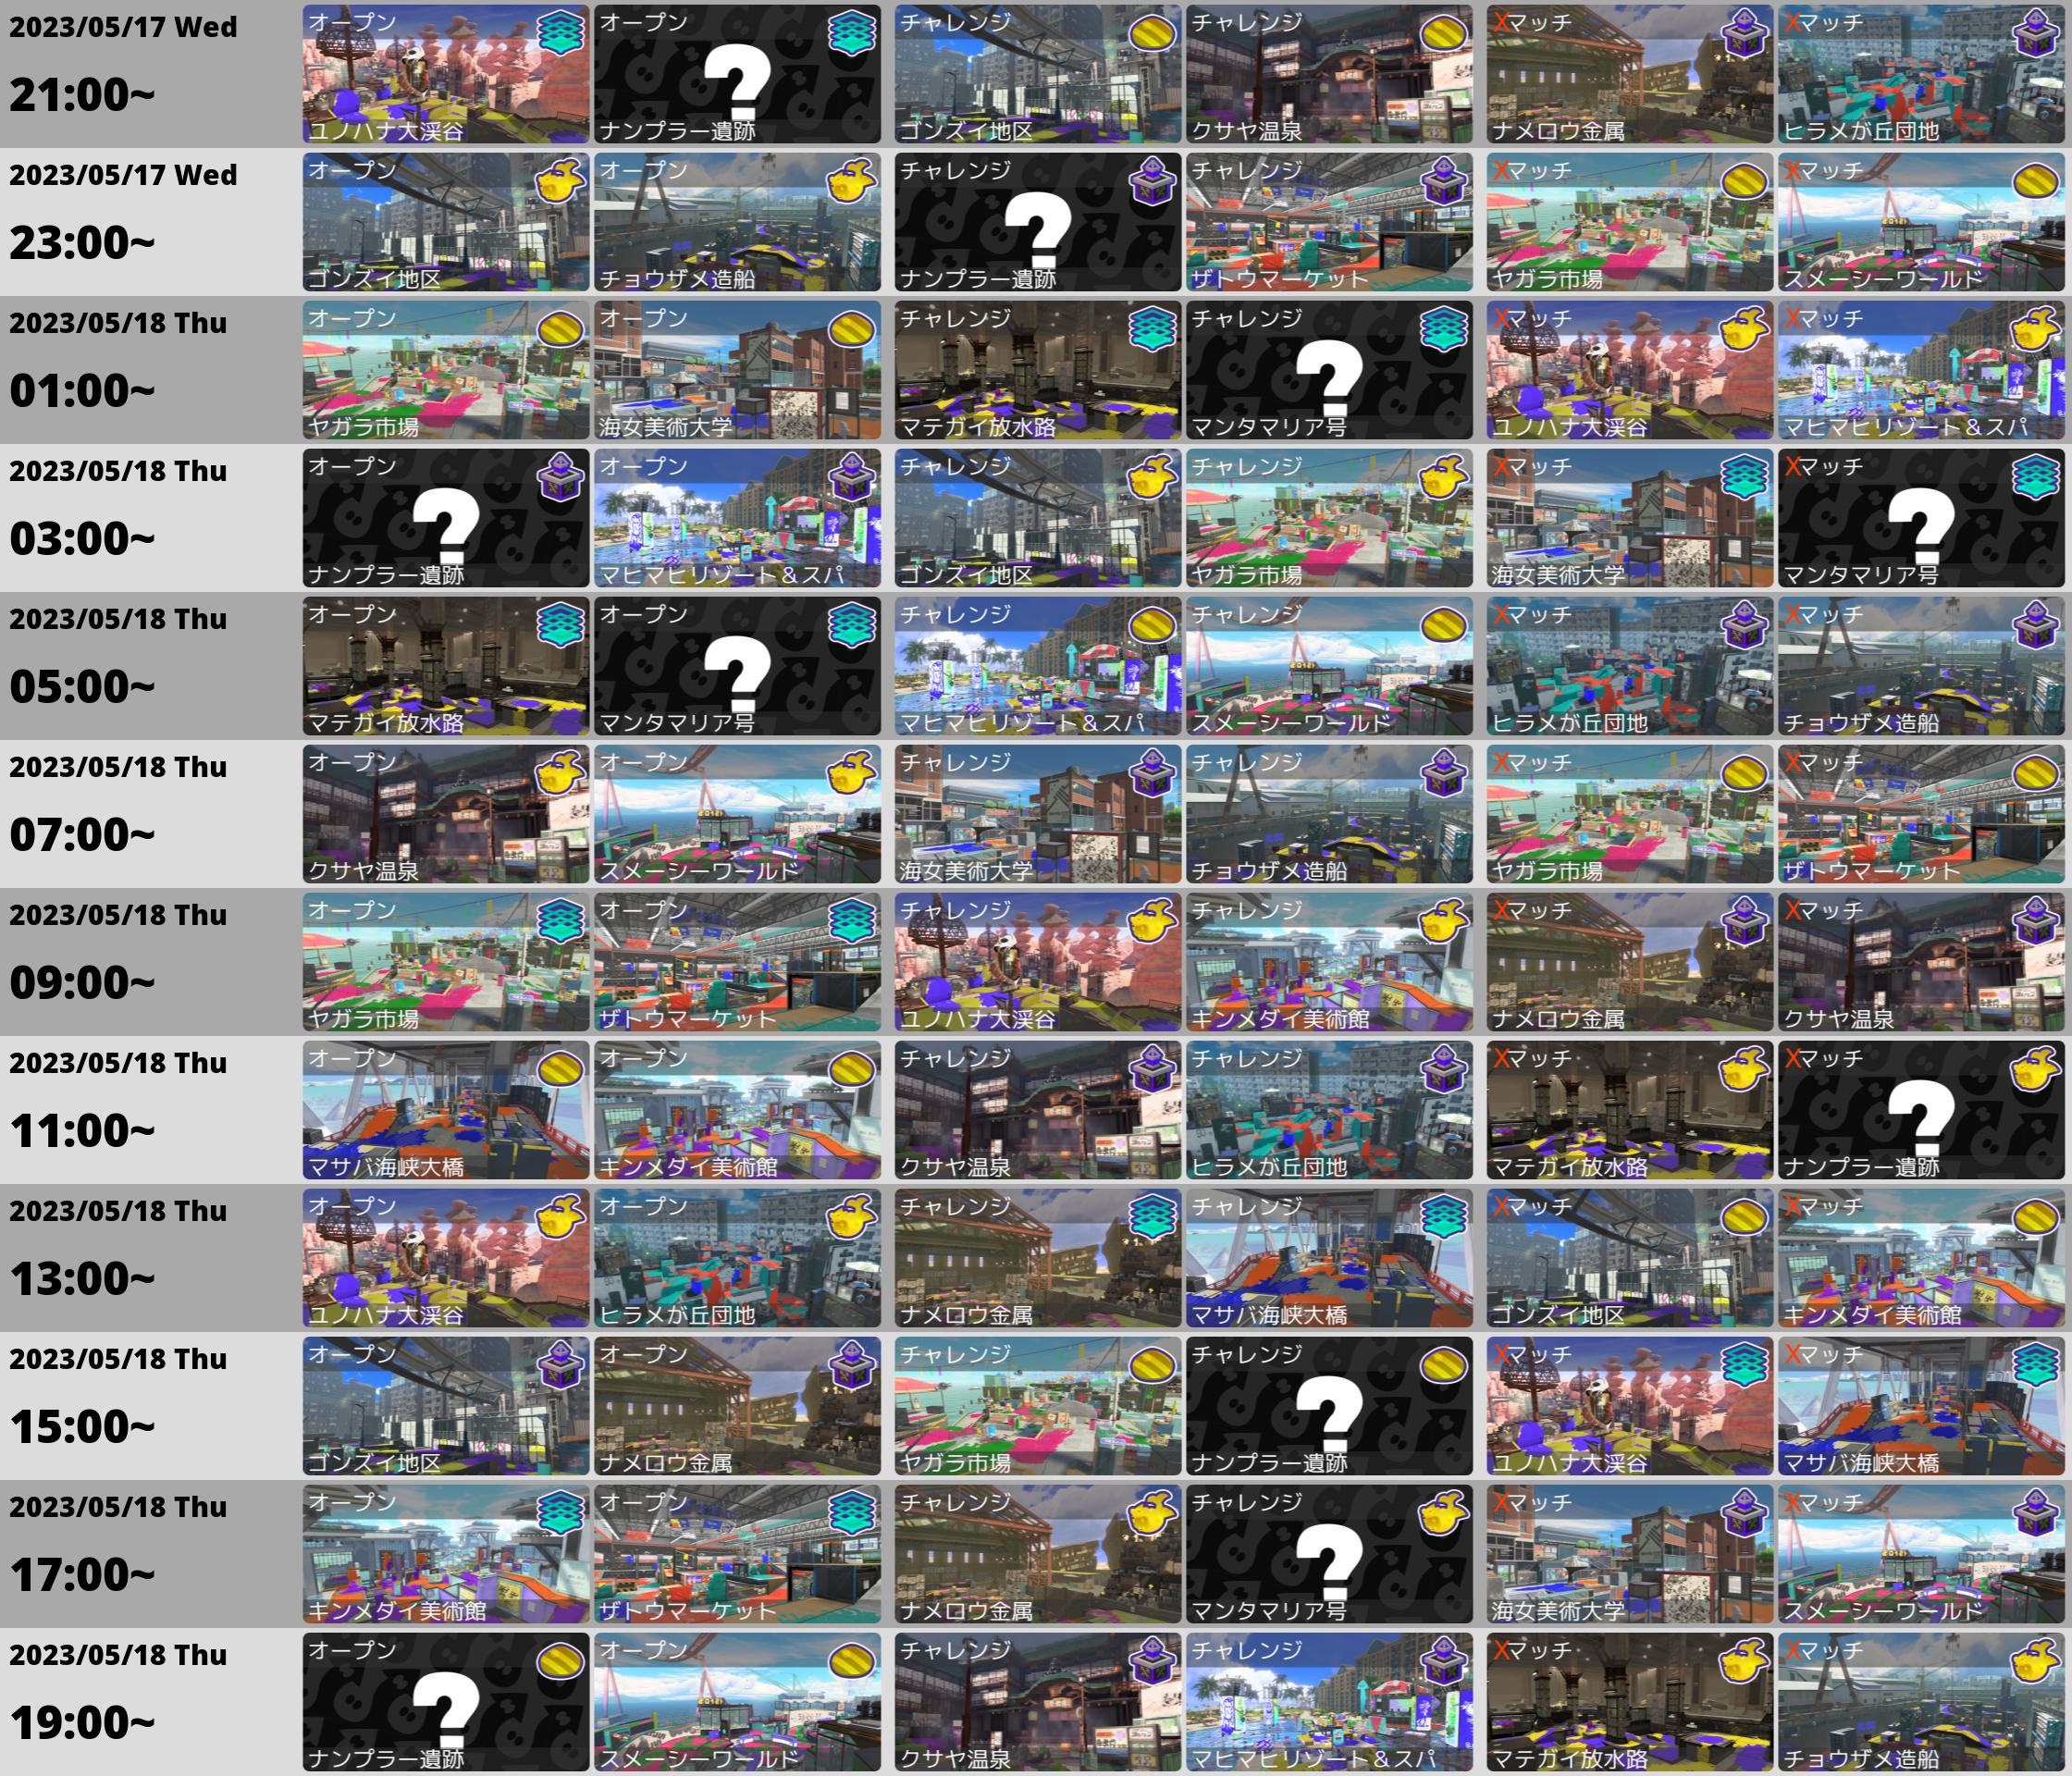 2023/05/17 Wed
21:00~
オープン
ユノハナ大渓谷
オープン
ナンプラー遺跡
チャレンジ
ゴンズイ地区
チャレンジ
クサヤ温泉
Xマッチ
ナメロウ金属
Xマッチ
ヒラメが丘団地
2023/05/17 Wed
23:00~
オープン
ゴンズイ地区
オープン
チョウザメ造船
チャレンジ
ナンプラー遺跡
チャレンジ
ザトウマーケット
Xマッチ
ヤガラ市場
Xマッチ
スメーシーワールド
2023/05/18 Thu
01:00~
オープン
ヤガラ市場
オープン
海女美術大学
チャレンジ
マテガイ放水路
チャレンジ
マンタマリア号
Xマッチ
ユノハナ大渓谷
Xマッチ
マヒマヒリゾート＆スパ
2023/05/18 Thu
03:00~
オープン
ナンプラー遺跡
オープン
マヒマヒリゾート＆スパ
チャレンジ
ゴンズイ地区
チャレンジ
ヤガラ市場
Xマッチ
海女美術大学
Xマッチ
マンタマリア号
2023/05/18 Thu
05:00~
オープン
マテガイ放水路
オープン
マンタマリア号
チャレンジ
マヒマヒリゾート＆スパ
チャレンジ
スメーシーワールド
Xマッチ
ヒラメが丘団地
Xマッチ
チョウザメ造船
2023/05/18 Thu
07:00~
オープン
クサヤ温泉
オープン
スメーシーワールド
チャレンジ
海女美術大学
チャレンジ
チョウザメ造船
Xマッチ
ヤガラ市場
Xマッチ
ザトウマーケット
2023/05/18 Thu
09:00~
オープン
ヤガラ市場
オープン
ザトウマーケット
チャレンジ
ユノハナ大渓谷
チャレンジ
キンメダイ美術館
Xマッチ
ナメロウ金属
Xマッチ
クサヤ温泉
2023/05/18 Thu
11:00~
オープン
マサバ海峡大橋
オープン
キンメダイ美術館
チャレンジ
クサヤ温泉
チャレンジ
ヒラメが丘団地
Xマッチ
マテガイ放水路
Xマッチ
ナンプラー遺跡
2023/05/18 Thu
13:00~
オープン
ユノハナ大渓谷
オープン
ヒラメが丘団地
チャレンジ
ナメロウ金属
チャレンジ
マサバ海峡大橋
Xマッチ
ゴンズイ地区
Xマッチ
キンメダイ美術館
2023/05/18 Thu
15:00~
オープン
ゴンズイ地区
オープン
ナメロウ金属
チャレンジ
ヤガラ市場
チャレンジ
ナンプラー遺跡
Xマッチ
ユノハナ大渓谷
Xマッチ
マサバ海峡大橋
2023/05/18 Thu
17:00~
オープン
キンメダイ美術館
オープン
ザトウマーケット
チャレンジ
ナメロウ金属
チャレンジ
マンタマリア号
Xマッチ
海女美術大学
Xマッチ
スメーシーワールド
2023/05/18 Thu
19:00~
オープン
ナンプラー遺跡
オープン
スメーシーワールド
チャレンジ
クサヤ温泉
チャレンジ
マヒマヒリゾート＆スパ
Xマッチ
マテガイ放水路
Xマッチ
チョウザメ造船